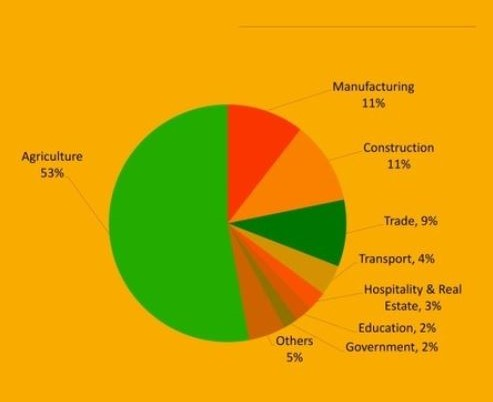 Manufacturing
11%
Construction
11%
Agriculture
53%
Trade, 9%
Transport, 4%
Hospitality & Real
Estate, 3%
Education, 2%
Government, 2%
Others
5%